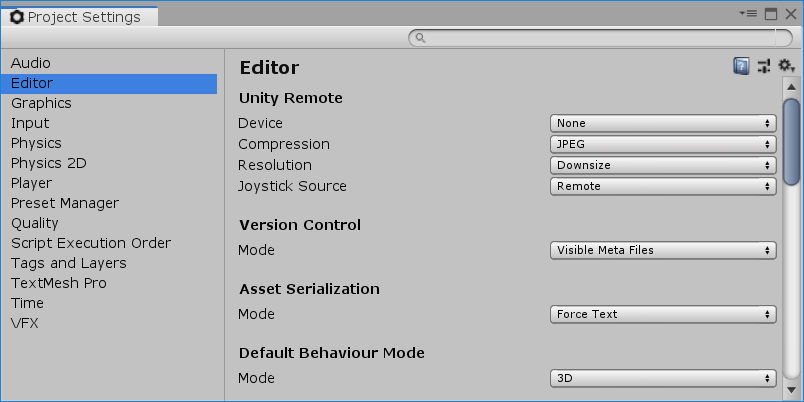 Project Settings
Audio
Editor
Graphics
Input
Physics
Physics 2D
Player
Preset Manager
Quality
Script Execution Order
Tags and Layers
TextMesh Pro
Time
VFX
Editor
Unity Remote
Device None
Compression JPEG
Resolution Downsize
Joystick Source Remote
Version Control
Mode Visible Meta Files
Asset Serialization
Mode Force Text
Default Behaviour Mode
Mode 3D